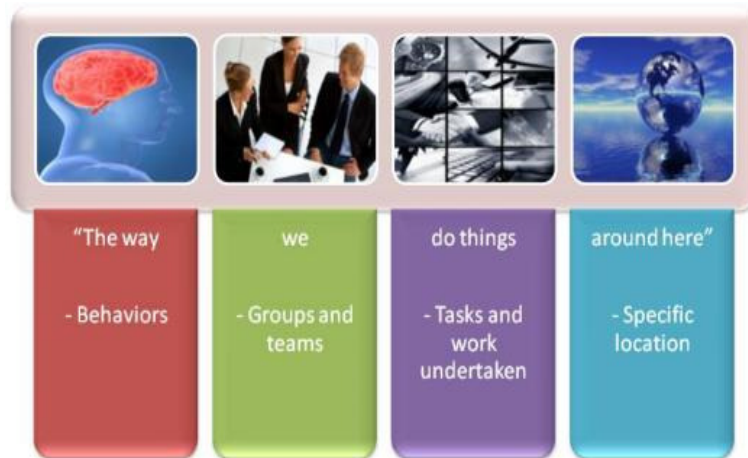 “The way
- Behaviors
we
- Groups and
teams
do things
- Tasks and
work
undertaken
around here”
- Specific
location